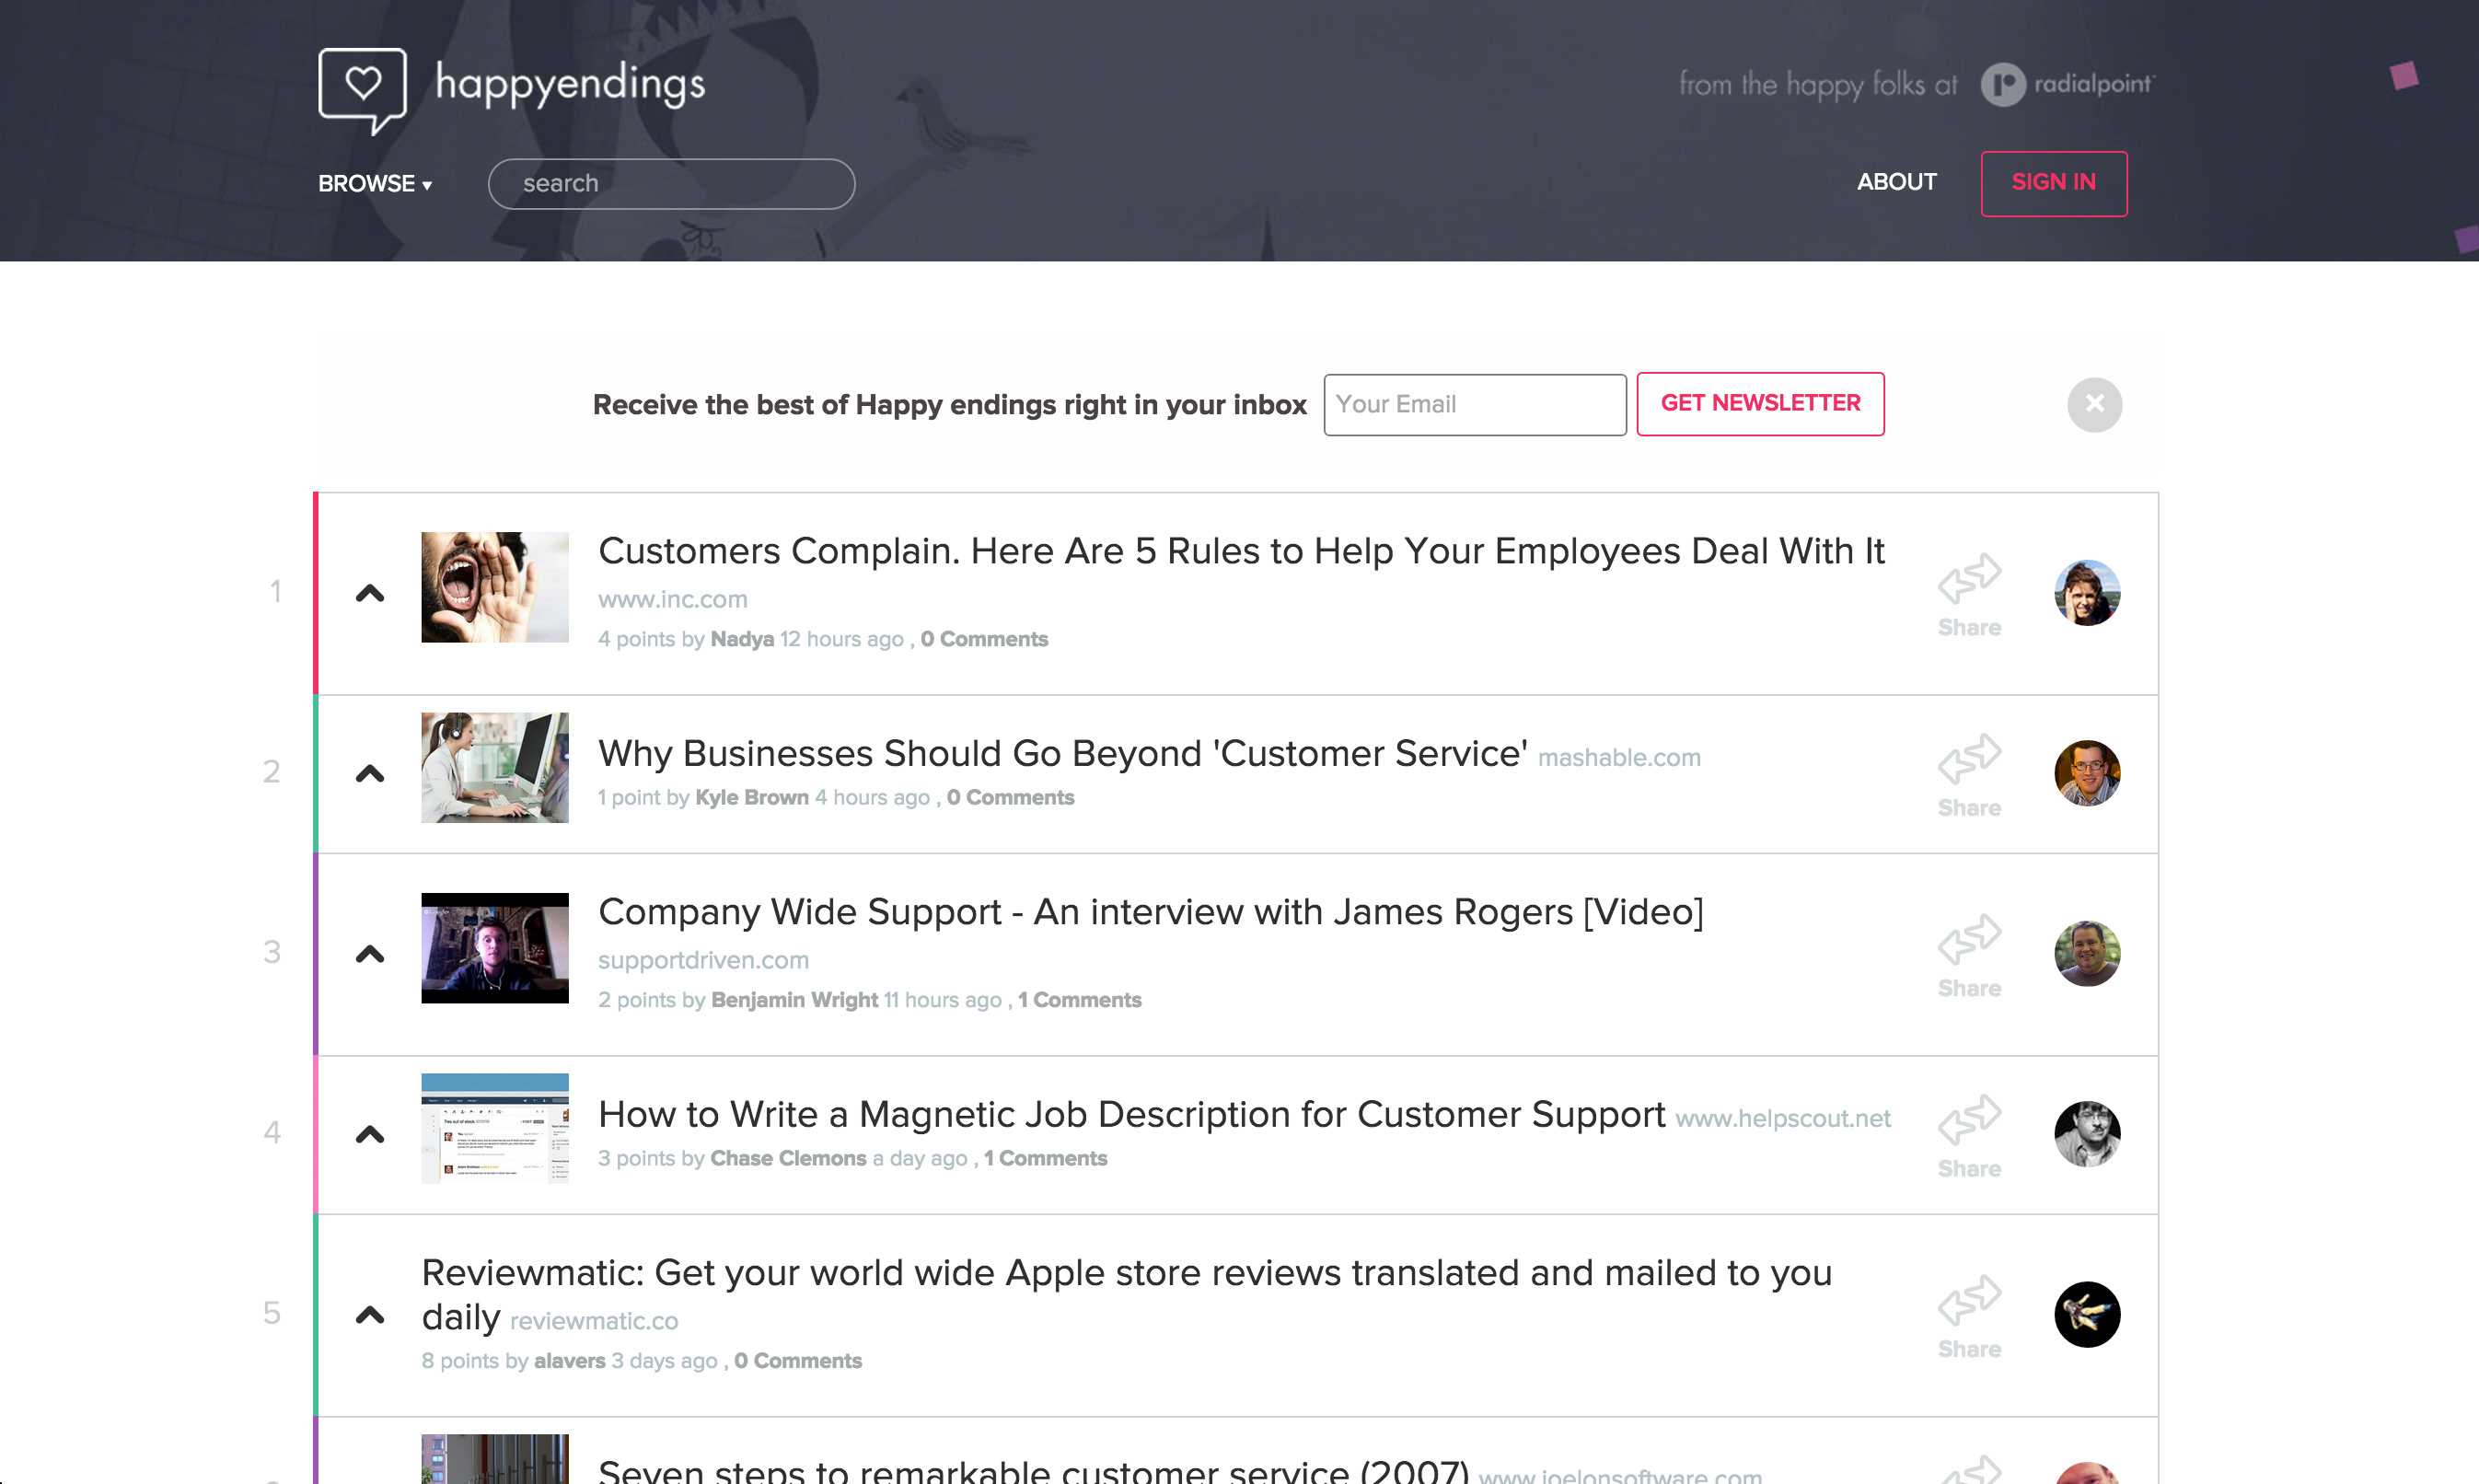 happyendings
from the happy folks at radialpoint
BROWSE ▾
search
ABOUT
SIGN IN
Receive the best of Happy endings right in your inbox
Your Email
GET NEWSLETTER
1
Customers Complain. Here Are 5 Rules to Help Your Employees Deal With It
www.inc.com
4 points by Nadya 12 hours ago , 0 Comments
Share
2
Why Businesses Should Go Beyond 'Customer Service' mashable.com
1 point by Kyle Brown 4 hours ago , 0 Comments
Share
3
Company Wide Support - An interview with James Rogers [Video]
supportdriven.com
2 points by Benjamin Wright 11 hours ago , 1 Comments
Share
4
How to Write a Magnetic Job Description for Customer Support www.helpscout.net
3 points by Chase Clemons a day ago , 1 Comments
Share
5
Reviewmatic: Get your world wide Apple store reviews translated and mailed to you
daily reviewmatic.co
8 points by alavers 3 days ago , 0 Comments
Share
Seven steps to remarkable customer service (2007) www.joelonsoftware.com